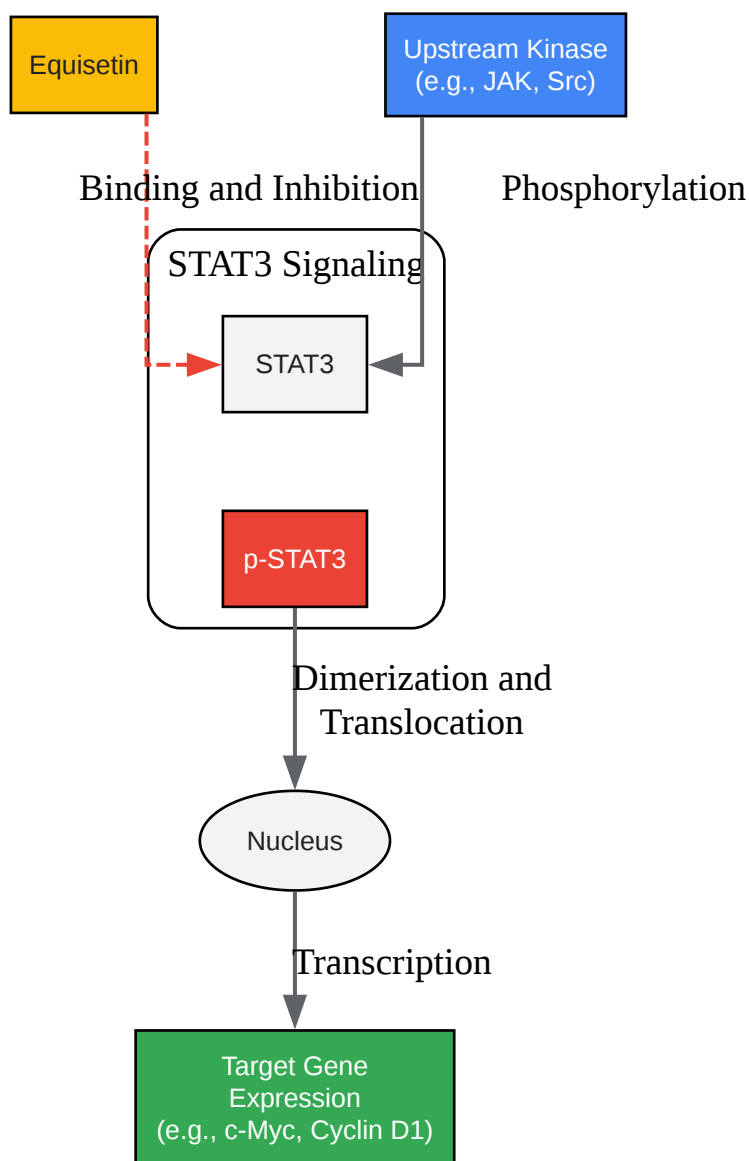 Equisetin
Upstream Kinase
(e.g., JAK, Src)
Binding and Inhibition
Phosphorylation
STAT3 Signaling
STAT3
p-STAT3
Dimerization and
Translocation
Nucleus
Transcription
Target Gene
Expression
(e.g., c-Myc, Cyclin D1)